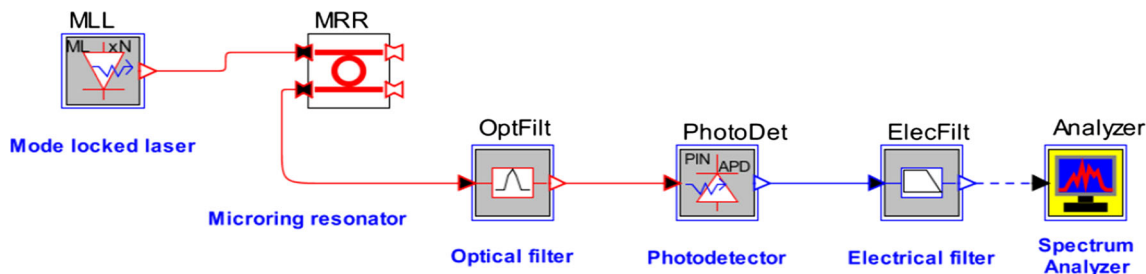 MLL
MRR
ML xN
Mode locked laser
OptFilt
PhotoDet
ElecFilt
Analyzer
PIN
APD
Microring resonator
Optical filter
Photodetector
Electrical filter
Spectrum
Analyzer